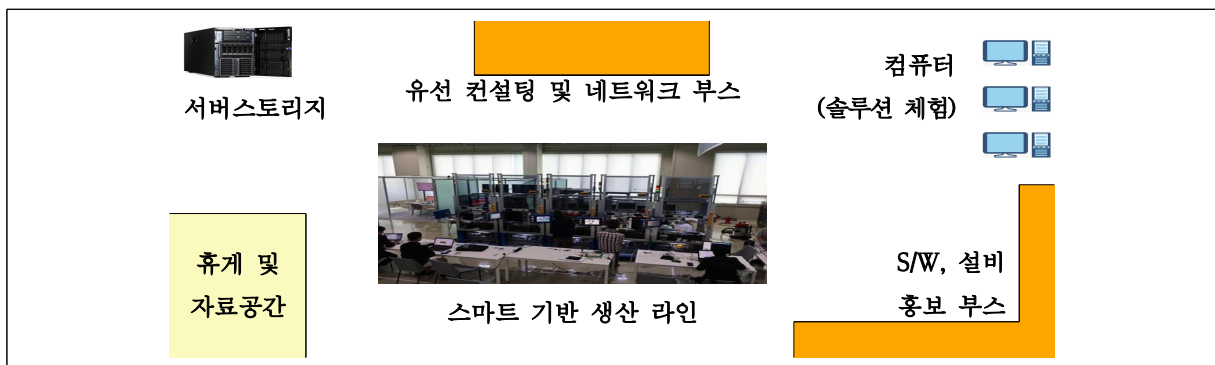 서버스토리지
유선 컨설팅 및 네트워크 부스
컴퓨터
(솔루션 체험)
휴게 및
자료공간
스마트 기반 생산 라인
S/W, 설비
홍보 부스